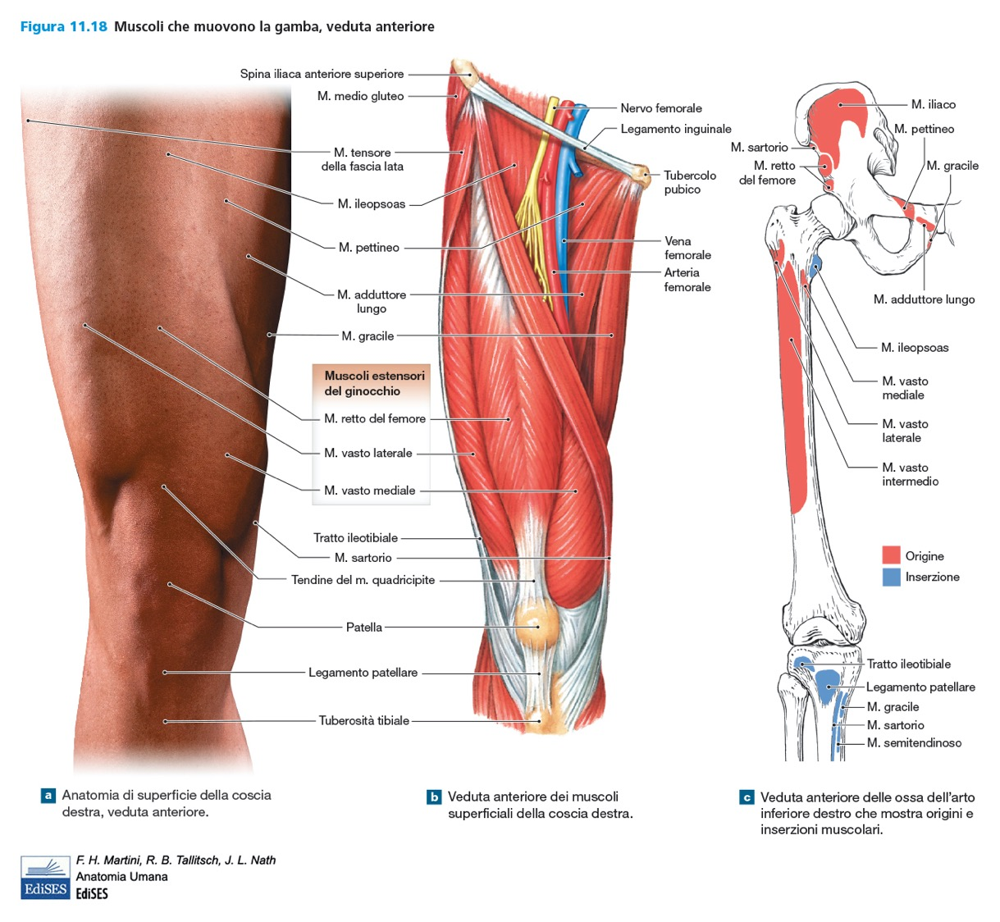 Figura 11.18 Muscoli che muovono la gamba, veduta anteriore
Spina iliaca anteriore superiore
M. medio gluteo
M. tensore
della fascia lata
M. ileopsoas
M. pettineo
M. adduttore
lungo
M. gracile
Muscoli estensori
del ginocchio
M. retto del femore
M. vasto laterale
M. vasto mediale
Tratto ileotibiale
M. sartorio
Tendine del m. quadricipite
Patella
Legamento patellare
Tuberosità tibiale
Nervo femorale
Legamento inguinale
Tubercolo
pubico
Vena
femorale
Arteria
femorale
M. iliaco
M. pettineo
M. sartorio
M. retto
del femore
M. gracile
M. adduttore lungo
M. ileopsoas
M. vasto
mediale
M. vasto
laterale
M. vasto
intermedio
Origine
Inserzione
Tratto ileotibiale
Legamento patellare
M. gracile
M. sartorio
M. semitendinoso
a Anatomia di superficie della coscia
destra, veduta anteriore.
b Veduta anteriore dei muscoli
superficiali della coscia destra.
c Veduta anteriore delle ossa dell'arto
inferiore destro che mostra origini e
inserzioni muscolari.
EdiSES
F. H. Martini, R. B. Tallitsch, J. L. Nath
Anatomia Umana
EdiSES